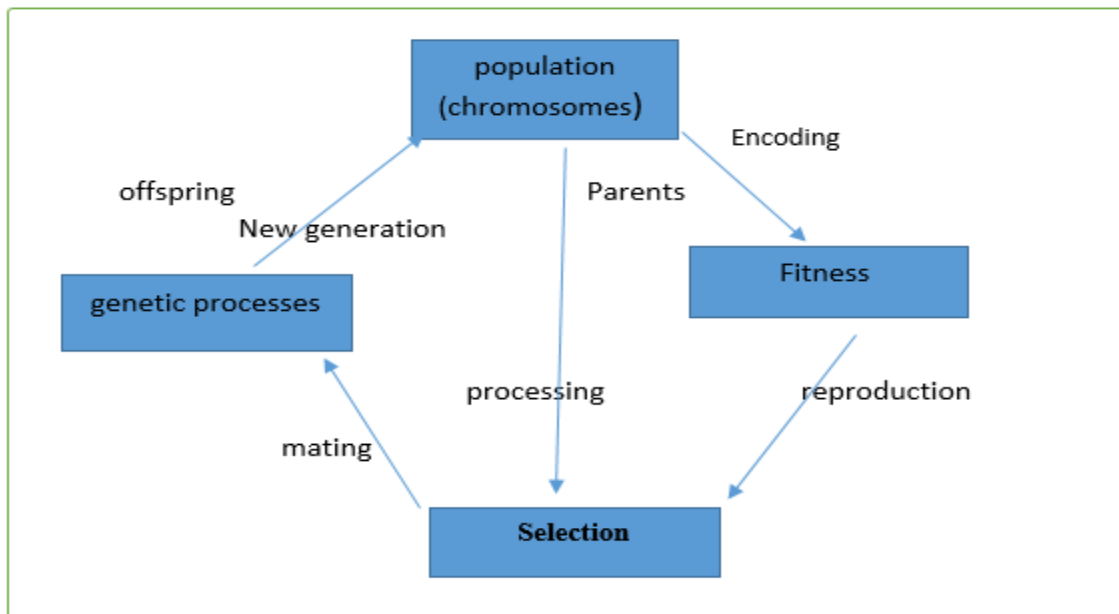 population
(chromosomes)
Encoding
offspring
Parents
New generation
Fitness
genetic processes
processing
reproduction
mating
Selection